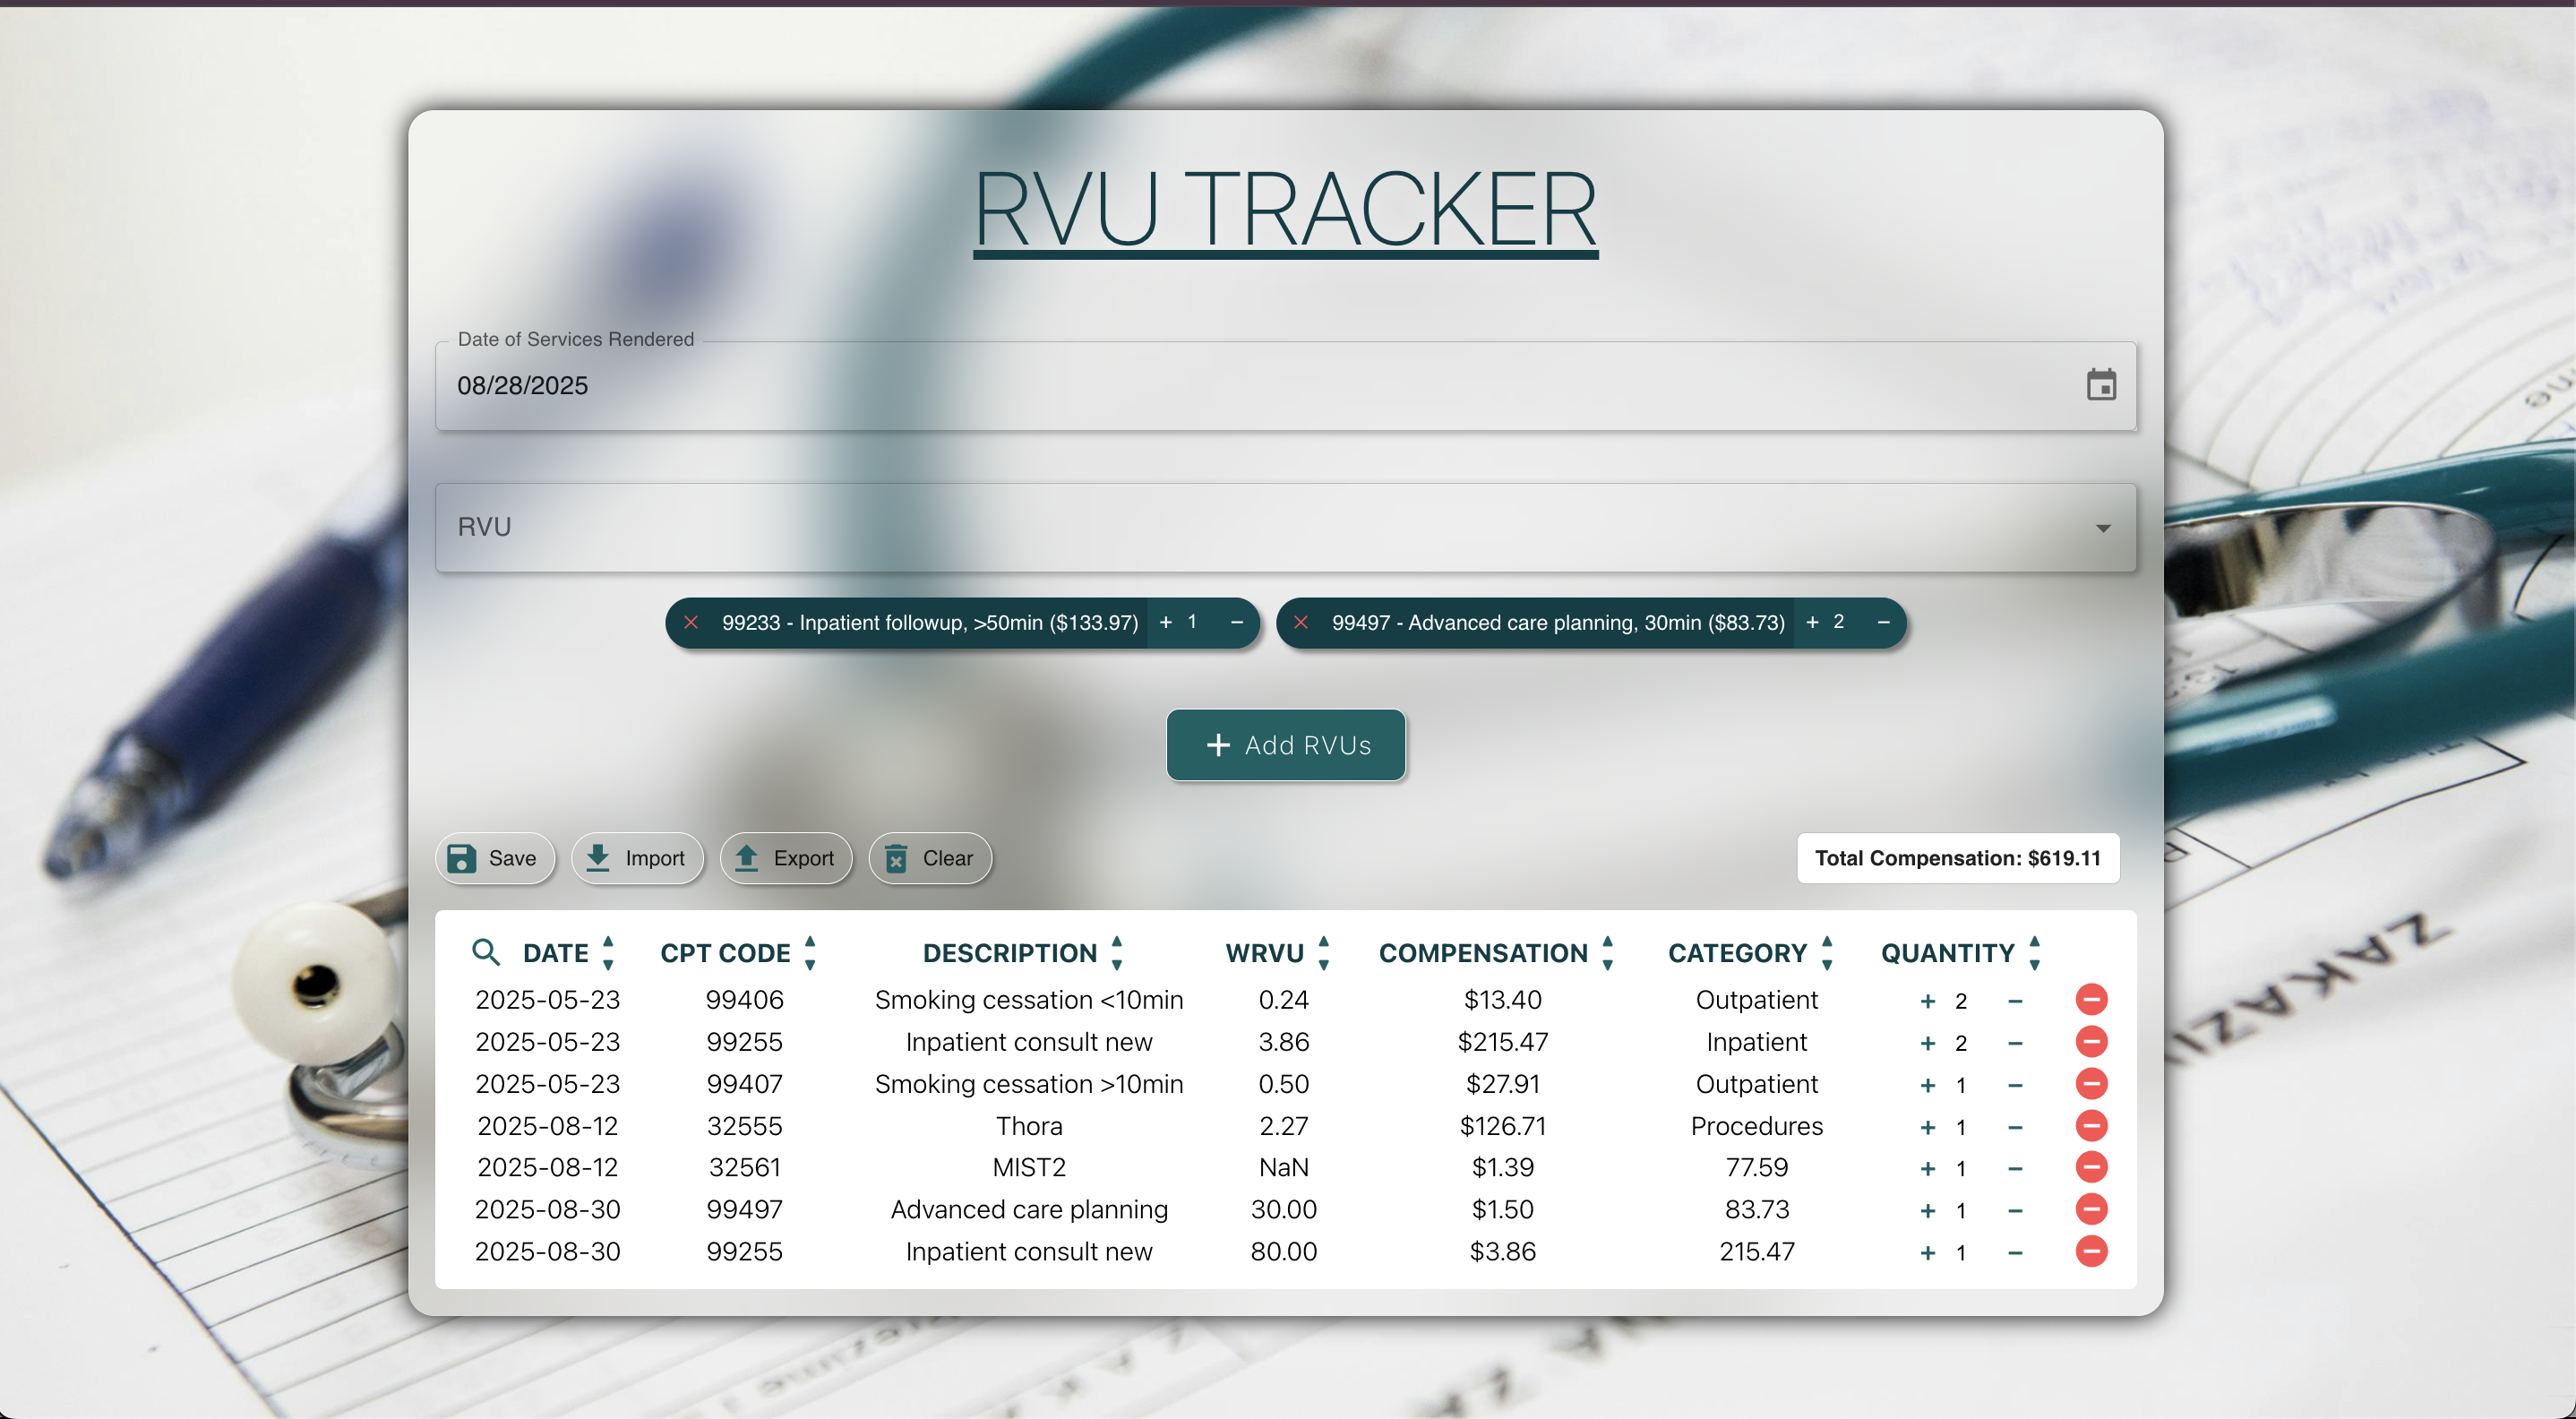 RVU TRACKER
Date of Services Rendered
08/28/2025
RVU
99233 - Inpatient followup, >50min ($133.97) + 1 −
99497 - Advanced care planning, 30min ($83.73) + 2 −
+ Add RVUs
Save Import Export Clear
Total Compensation: $619.11
DATE CPT CODE DESCRIPTION WRVU COMPENSATION CATEGORY QUANTITY
2025-05-23 99406 Smoking cessation <10min 0.24 $13.40 Outpatient + 2 −
2025-05-23 99255 Inpatient consult new 3.86 $215.47 Inpatient + 2 −
2025-05-23 99407 Smoking cessation >10min 0.50 $27.91 Outpatient + 1 −
2025-08-12 32555 Thora 2.27 $126.71 Procedures + 1 −
2025-08-12 32561 MIST2 NaN $1.39 77.59 + 1 −
2025-08-30 99497 Advanced care planning 30.00 $1.50 83.73 + 1 −
2025-08-30 99255 Inpatient consult new 80.00 $3.86 215.47 + 1 −